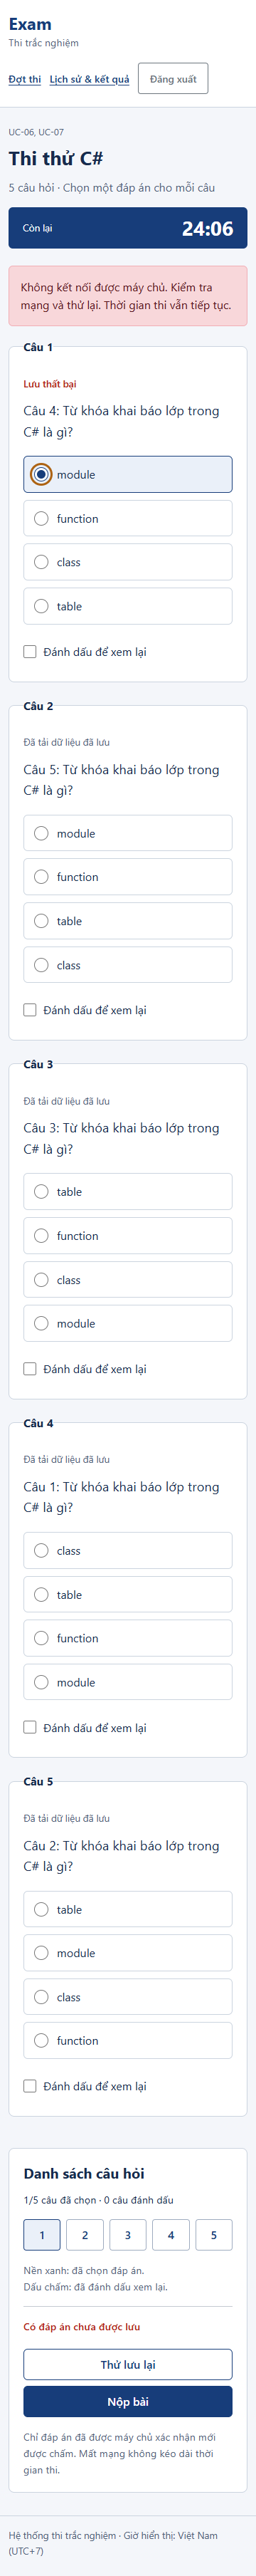 Exam
Thi trắc nghiệm
Đợt thi Lịch sử & kết quả Đăng xuất
UC-06, UC-07
Thi thử C#
5 câu hỏi · Chọn một đáp án cho mỗi câu
Còn lại 24:06
Không kết nối được máy chủ. Kiểm tra
mạng và thử lại. Thời gian thi vẫn tiếp tục.
Câu 1
Lưu thất bại
Câu 4: Từ khóa khai báo lớp trong
C# là gì?
module
function
class
table
Đánh dấu để xem lại
Câu 2
Đã tải dữ liệu đã lưu
Câu 5: Từ khóa khai báo lớp trong
C# là gì?
module
function
table
class
Đánh dấu để xem lại
Câu 3
Đã tải dữ liệu đã lưu
Câu 3: Từ khóa khai báo lớp trong
C# là gì?
table
function
class
module
Đánh dấu để xem lại
Câu 4
Đã tải dữ liệu đã lưu
Câu 1: Từ khóa khai báo lớp trong
C# là gì?
class
table
function
module
Đánh dấu để xem lại
Câu 5
Đã tải dữ liệu đã lưu
Câu 2: Từ khóa khai báo lớp trong
C# là gì?
table
module
class
function
Đánh dấu để xem lại
Danh sách câu hỏi
1/5 câu đã chọn · 0 câu đánh dấu
1 2 3 4 5
Nền xanh: đã chọn đáp án.
Dấu chấm: đã đánh dấu xem lại.
Có đáp án chưa được lưu
Thử lưu lại
Nộp bài
Chỉ đáp án đã được máy chủ xác nhận mới
được chấm. Mất mạng không kéo dài thời
gian thi.
Hệ thống thi trắc nghiệm · Giờ hiển thị: Việt Nam
(UTC+7)